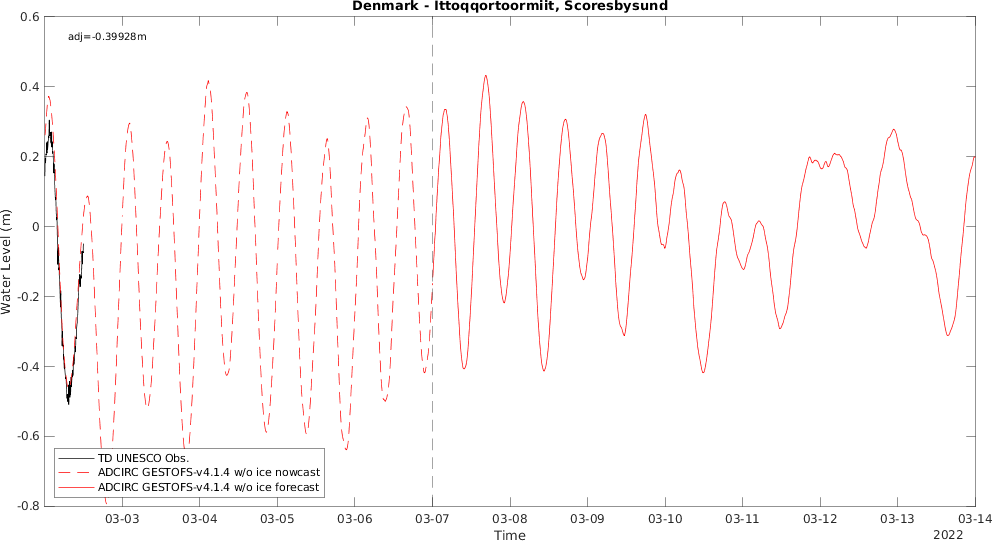 Denmark - Ittoqqortoormiit, Scoresbysund
adj=-0.39928m
0.6
0.4
0.2
0
-0.2
-0.4
-0.6
-0.8
Water Level (m)
TD UNESCO Obs.
ADCIRC GESTOFS-v4.1.4 w/o ice nowcast
ADCIRC GESTOFS-v4.1.4 w/o ice forecast
03-03 03-04 03-05 03-06 03-07 03-08 03-09 03-10 03-11 03-12 03-13 03-14
Time
2022